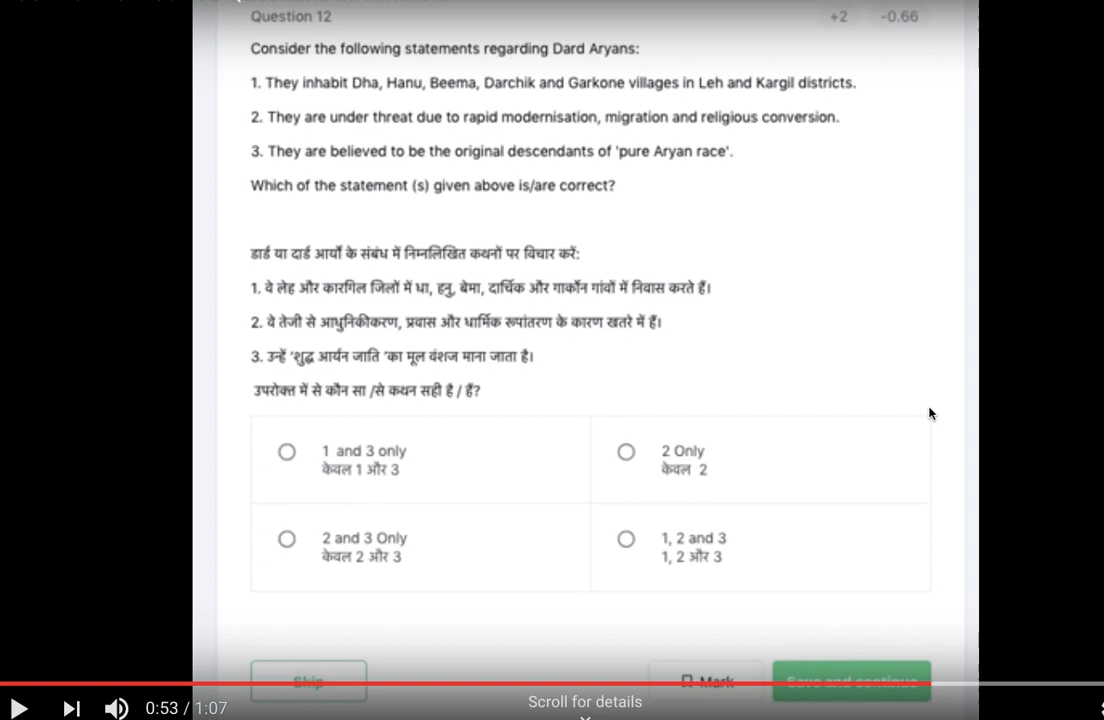 Question 12
+2 -0.66
Consider the following statements regarding Dard Aryans:
1. They inhabit Dha, Hanu, Beema, Darchik and Garkone villages in Leh and Kargil districts.
2. They are under threat due to rapid modernisation, migration and religious conversion.
3. They are believed to be the original descendants of 'pure Aryan race'.
Which of the statement (s) given above is/are correct?
डार्ड या दार्ड आर्यों के संबंध में निम्नलिखित कथनों पर विचार करें:
1. वे लेह और कारगिल जिलों में धा, हनु, बेमा, दार्चिक और गार्कोन गांवों में निवास करते हैं।
2. वे तेजी से आधुनिकीकरण, प्रवास और धार्मिक रूपांतरण के कारण खतरे में हैं।
3. उन्हें 'शुद्ध आर्यन जाति 'का मूल वंशज माना जाता है।
उपरोक्त में से कौन सा /से कथन सही है / हैं?
1 and 3 only
केवल 1 और 3
2 Only
केवल 2
2 and 3 Only
केवल 2 और 3
1, 2 and 3
1, 2 और 3
Skip
Mark
Save and continue
0:53 / 1:07
Scroll for details